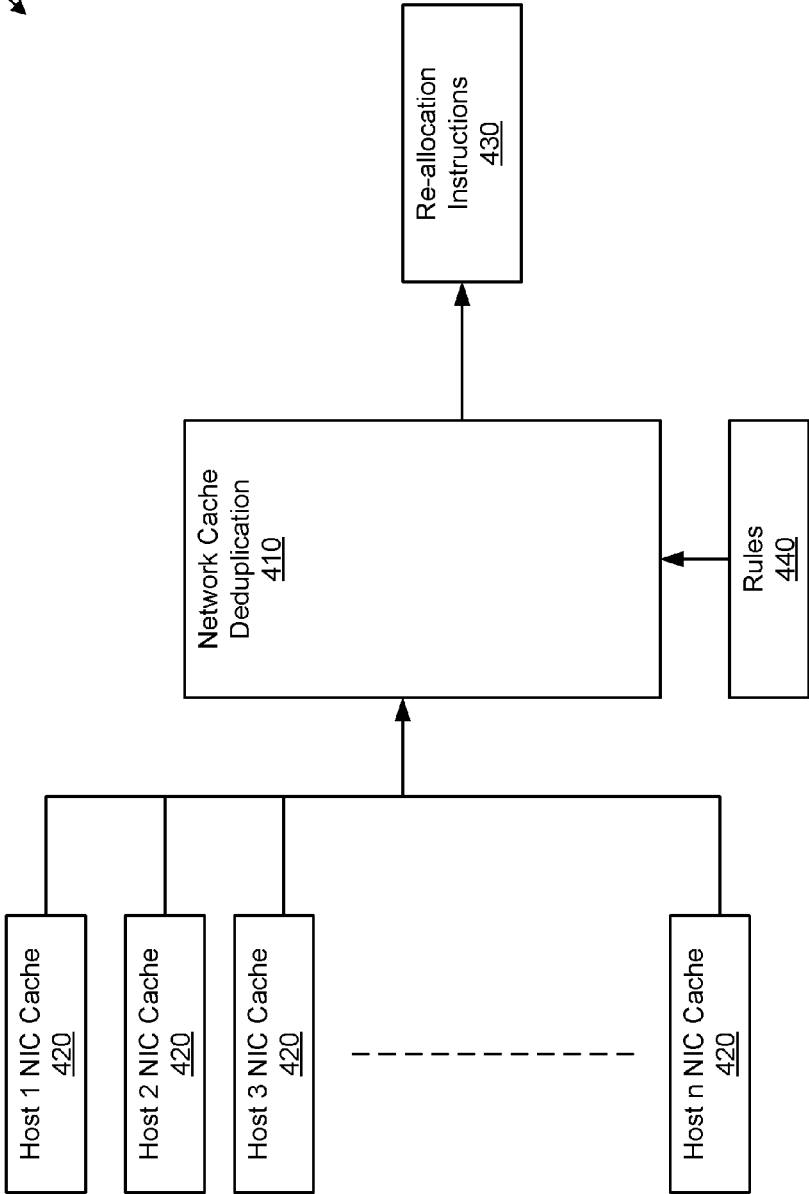 Host 1 NIC Cache
420
Host 2 NIC Cache
420
Host 3 NIC Cache
420
Host n NIC Cache
420
Network Cache
Deduplication
410
Rules
440
Re-allocation
Instructions
430